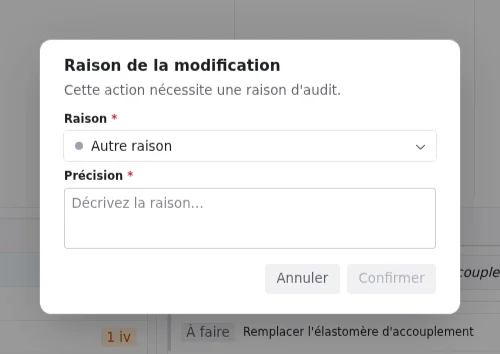 Raison de la modification
Cette action nécessite une raison d'audit.
Raison *
Autre raison
Précision *
Décrivez la raison...
Annuler
Confirmer
couple
1 iv
À faire
Remplacer l'élastomère d'accouplement